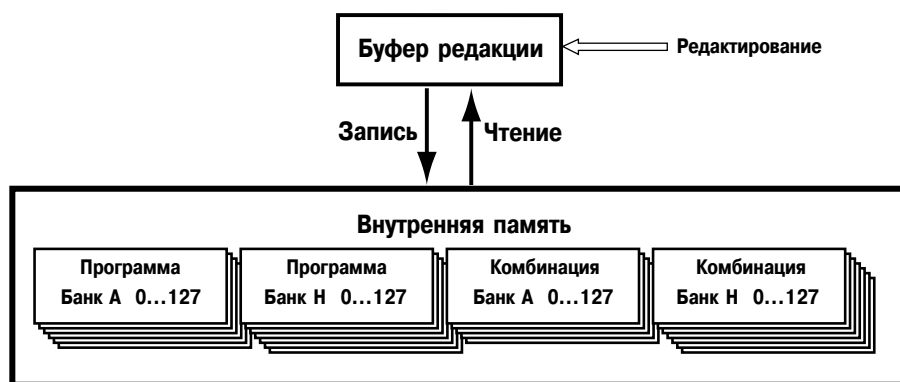 Буфер редакции
Редактирование
Запись
Чтение
Внутренняя память
Программа
Банк A 0...127
Программа
Банк H 0...127
Комбинация
Банк A 0...127
Комбинация
Банк H 0...127